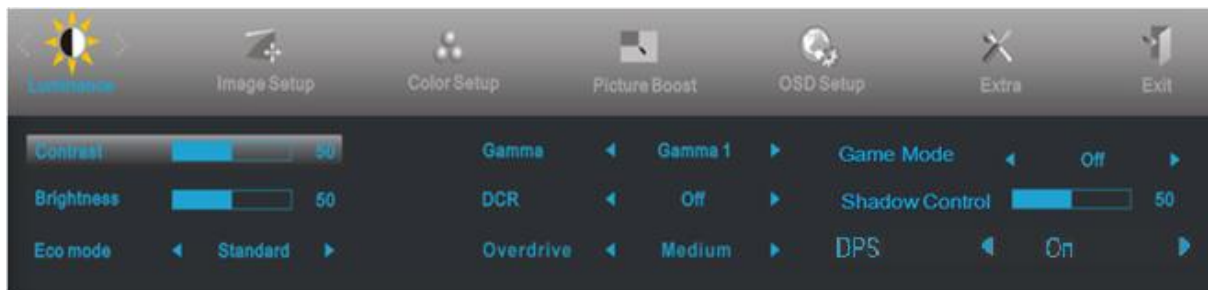 Luminance Image Setup Color Setup Picture Boost OSD Setup Extra Exit
Contrast 50 Gamma Gamma 1 Game Mode Off
Brightness 50 DCR Off Shadow Control 50
Eco mode Standard Overdrive Medium DPS On